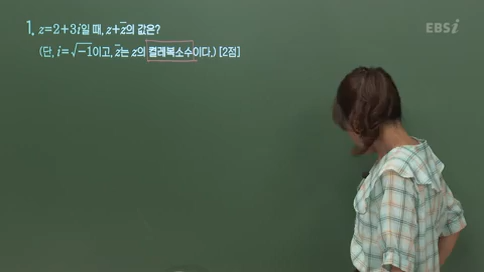 1. z=2+3i일 때, z+z̄의 값은?
(단, i=√-1이고, z̄는 z의 켤레복소수이다.) [2점]
EBSi